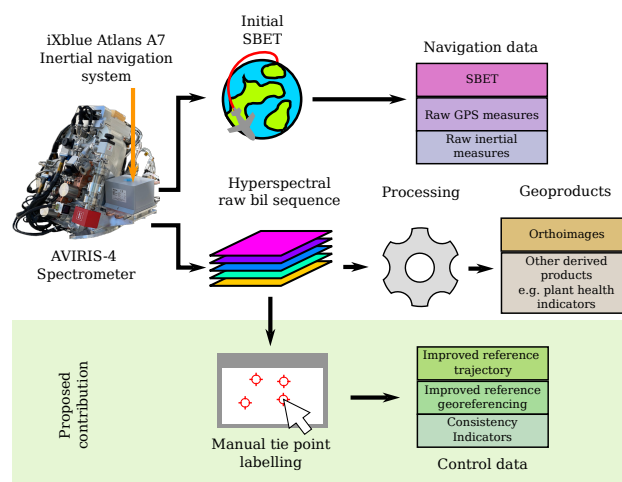 iXblue Atlans A7
Inertial navigation
system
Initial
SBET
Navigation data
SBET
Raw GPS measures
Raw inertial
measures
AVIRIS-4
Spectrometer
Hyperspectral
raw bil sequence
Processing
Geoproducts
Orthoimages
Other derived
products
e.g. plant health
indicators
Proposed
contribution
Manual tie point
labelling
Improved reference
trajectory
Improved reference
georeferencing
Consistency
Indicators
Control data